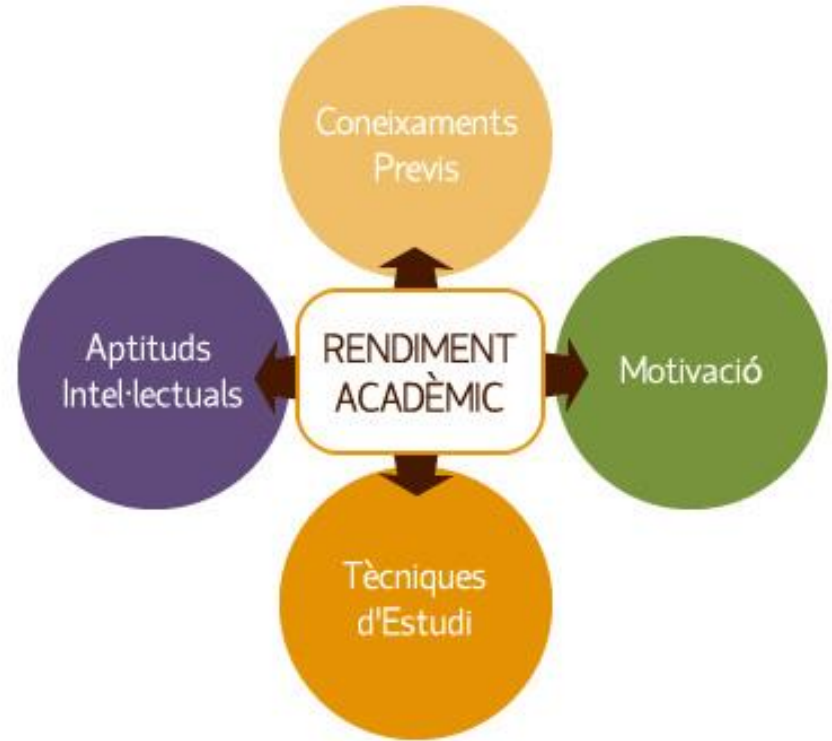 Coneixaments
Previs
Aptituds
Intel·lectuals
RENDIMENT
ACADÈMIC
Motivació
Tècniques
d'Estudi